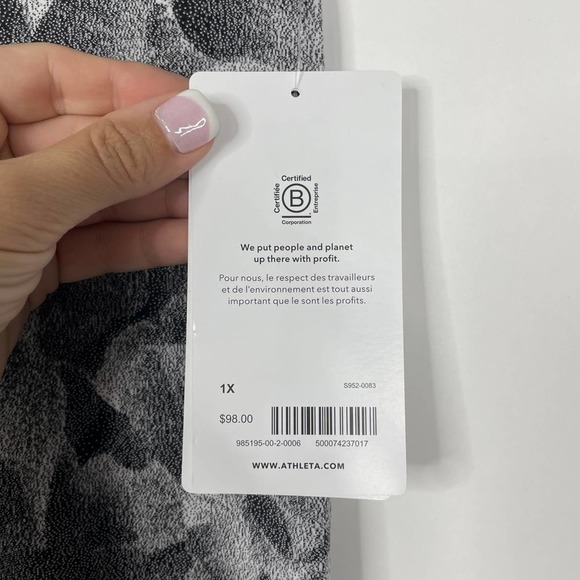 Certified
Certifiée
B
Entreprise
Corporation
We put people and planet
up there with profit.
Pour nous, le respect des travailleurs
et de l'environnement est tout aussi
important que le sont les profits.
1X
S952-0083
$98.00
985195-00-2-0006 500074237017
WWW.ATHLETA.COM